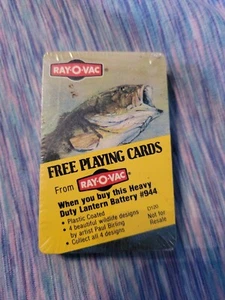 RAY-O-VAC
FREE PLAYING CARDS
From RAY-O-VAC
When you buy this Heavy
Duty Lantern Battery #944
• Plastic Coated
• 4 beautiful wildlife designs
by artist Paul Birling
• Collect all 4 designs
Not for
Resale